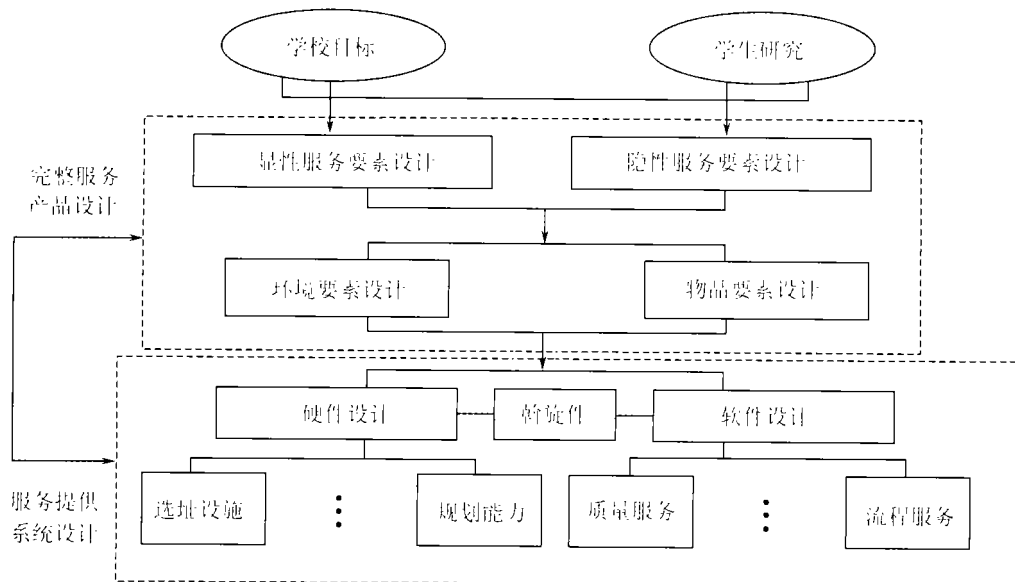 学校目标
学生研究
显性服务要素设计
隐性服务要素设计
完整服务
产品设计
环境要素设计
物品要素设计
硬件设计
斡旋件
软件设计
选址设施
规划能力
质量服务
流程服务
服务提供
系统设计